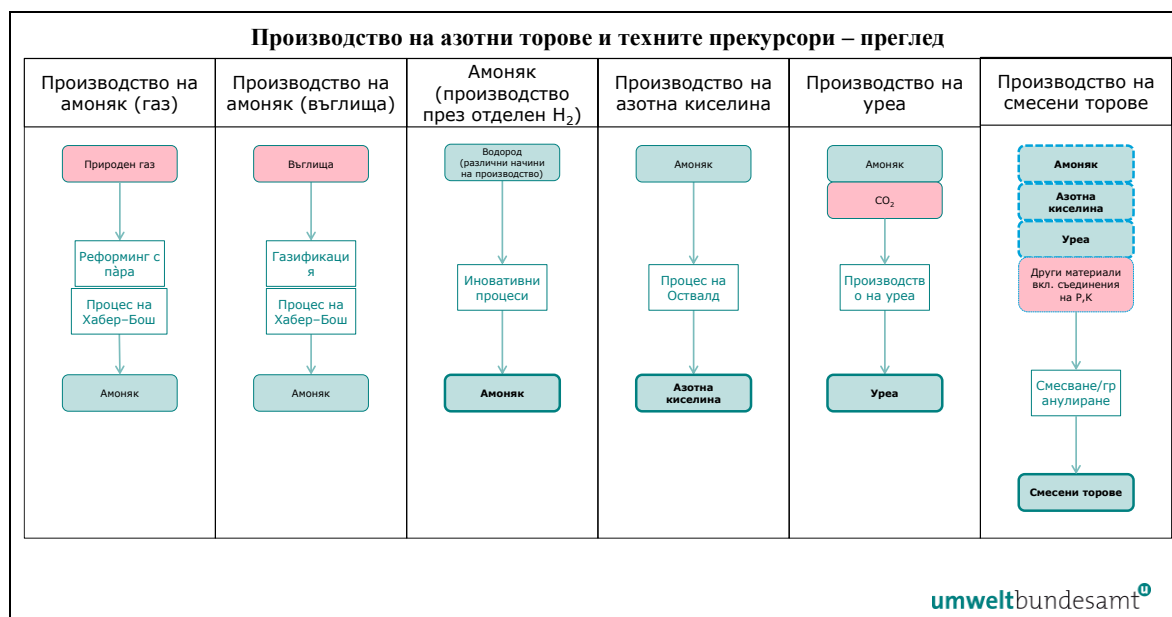 Производство на азотни торове и техните прекурсори – преглед
Производство на
амоняк (газ)
Природен газ
Реформинг с
пàра
Процес на
Хабер–Бош
Амоняк
Производство на
амоняк (въглища)
Въглища
Газификаци
я
Процес на
Хабер–Бош
Амоняк
Амоняк
(производство
през отделен H₂)
Водород
(различни начини
на производство)
Иновативни
процеси
Амоняк
Производство на
азотна киселина
Амоняк
Процес на
Оствалд
Азотна
киселина
Производство на
уреа
Амоняк
CO₂
Производств
о на уреа
Уреа
Производство на
смесени торове
Амоняк
Азотна
киселина
Уреа
Други материали
вкл. съединения
на P,K
Смесване/гр
анулиране
Смесени торове
umweltbundesamt
u